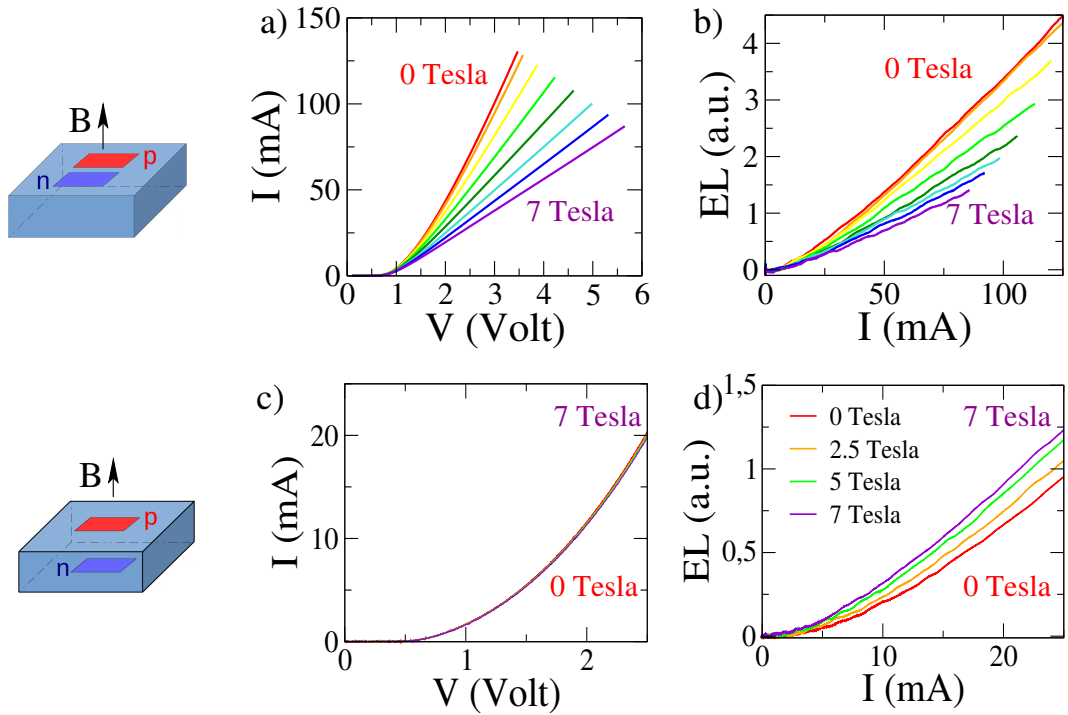 a)
I (mA)
150
100
50
0
0 Tesla
7 Tesla
0 1 2 3 4 5 6
V (Volt)
b)
EL (a.u.)
4
3
2
1
0
0 Tesla
7 Tesla
0 50 100
I (mA)
B
p
n
c)
I (mA)
20
10
0
7 Tesla
0 Tesla
0 1 2
V (Volt)
d)
EL (a.u.)
1,5
1
0,5
0
0 Tesla
2.5 Tesla
5 Tesla
7 Tesla
7 Tesla
0 Tesla
0 10 20
I (mA)
B
p
n